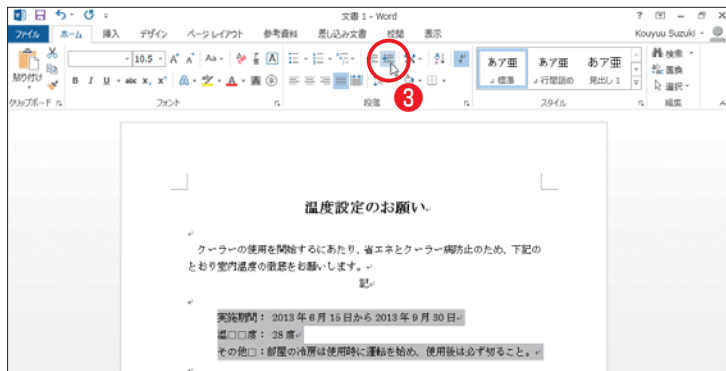 文書 1 - Word
ファイル ホーム 挿入 デザイン ページ レイアウト 参考資料 差し込み文書 校閲 表示 Kouyuu Suzuki
貼り付け 10.5 A A Aa A
B I U abc x₂ x² A A A
あア亜 あア亜 あア亜
↲標準 ↲行間詰め 見出し 1
検索
置換
選択
クリップボード フォント 段落 スタイル 編集
3
温度設定のお願い↵
クーラーの使用を開始するにあたり、省エネとクーラー病防止のため、下記の
とおり室内温度の徹底をお願いします。↵
記↵
実施期間： 2013 年 6 月 15 日から 2013 年 9 月 30 日↵
温□□度： 28 度↵
その他□：部屋の冷房は使用時に運転を始め、使用後は必ず切ること。↵